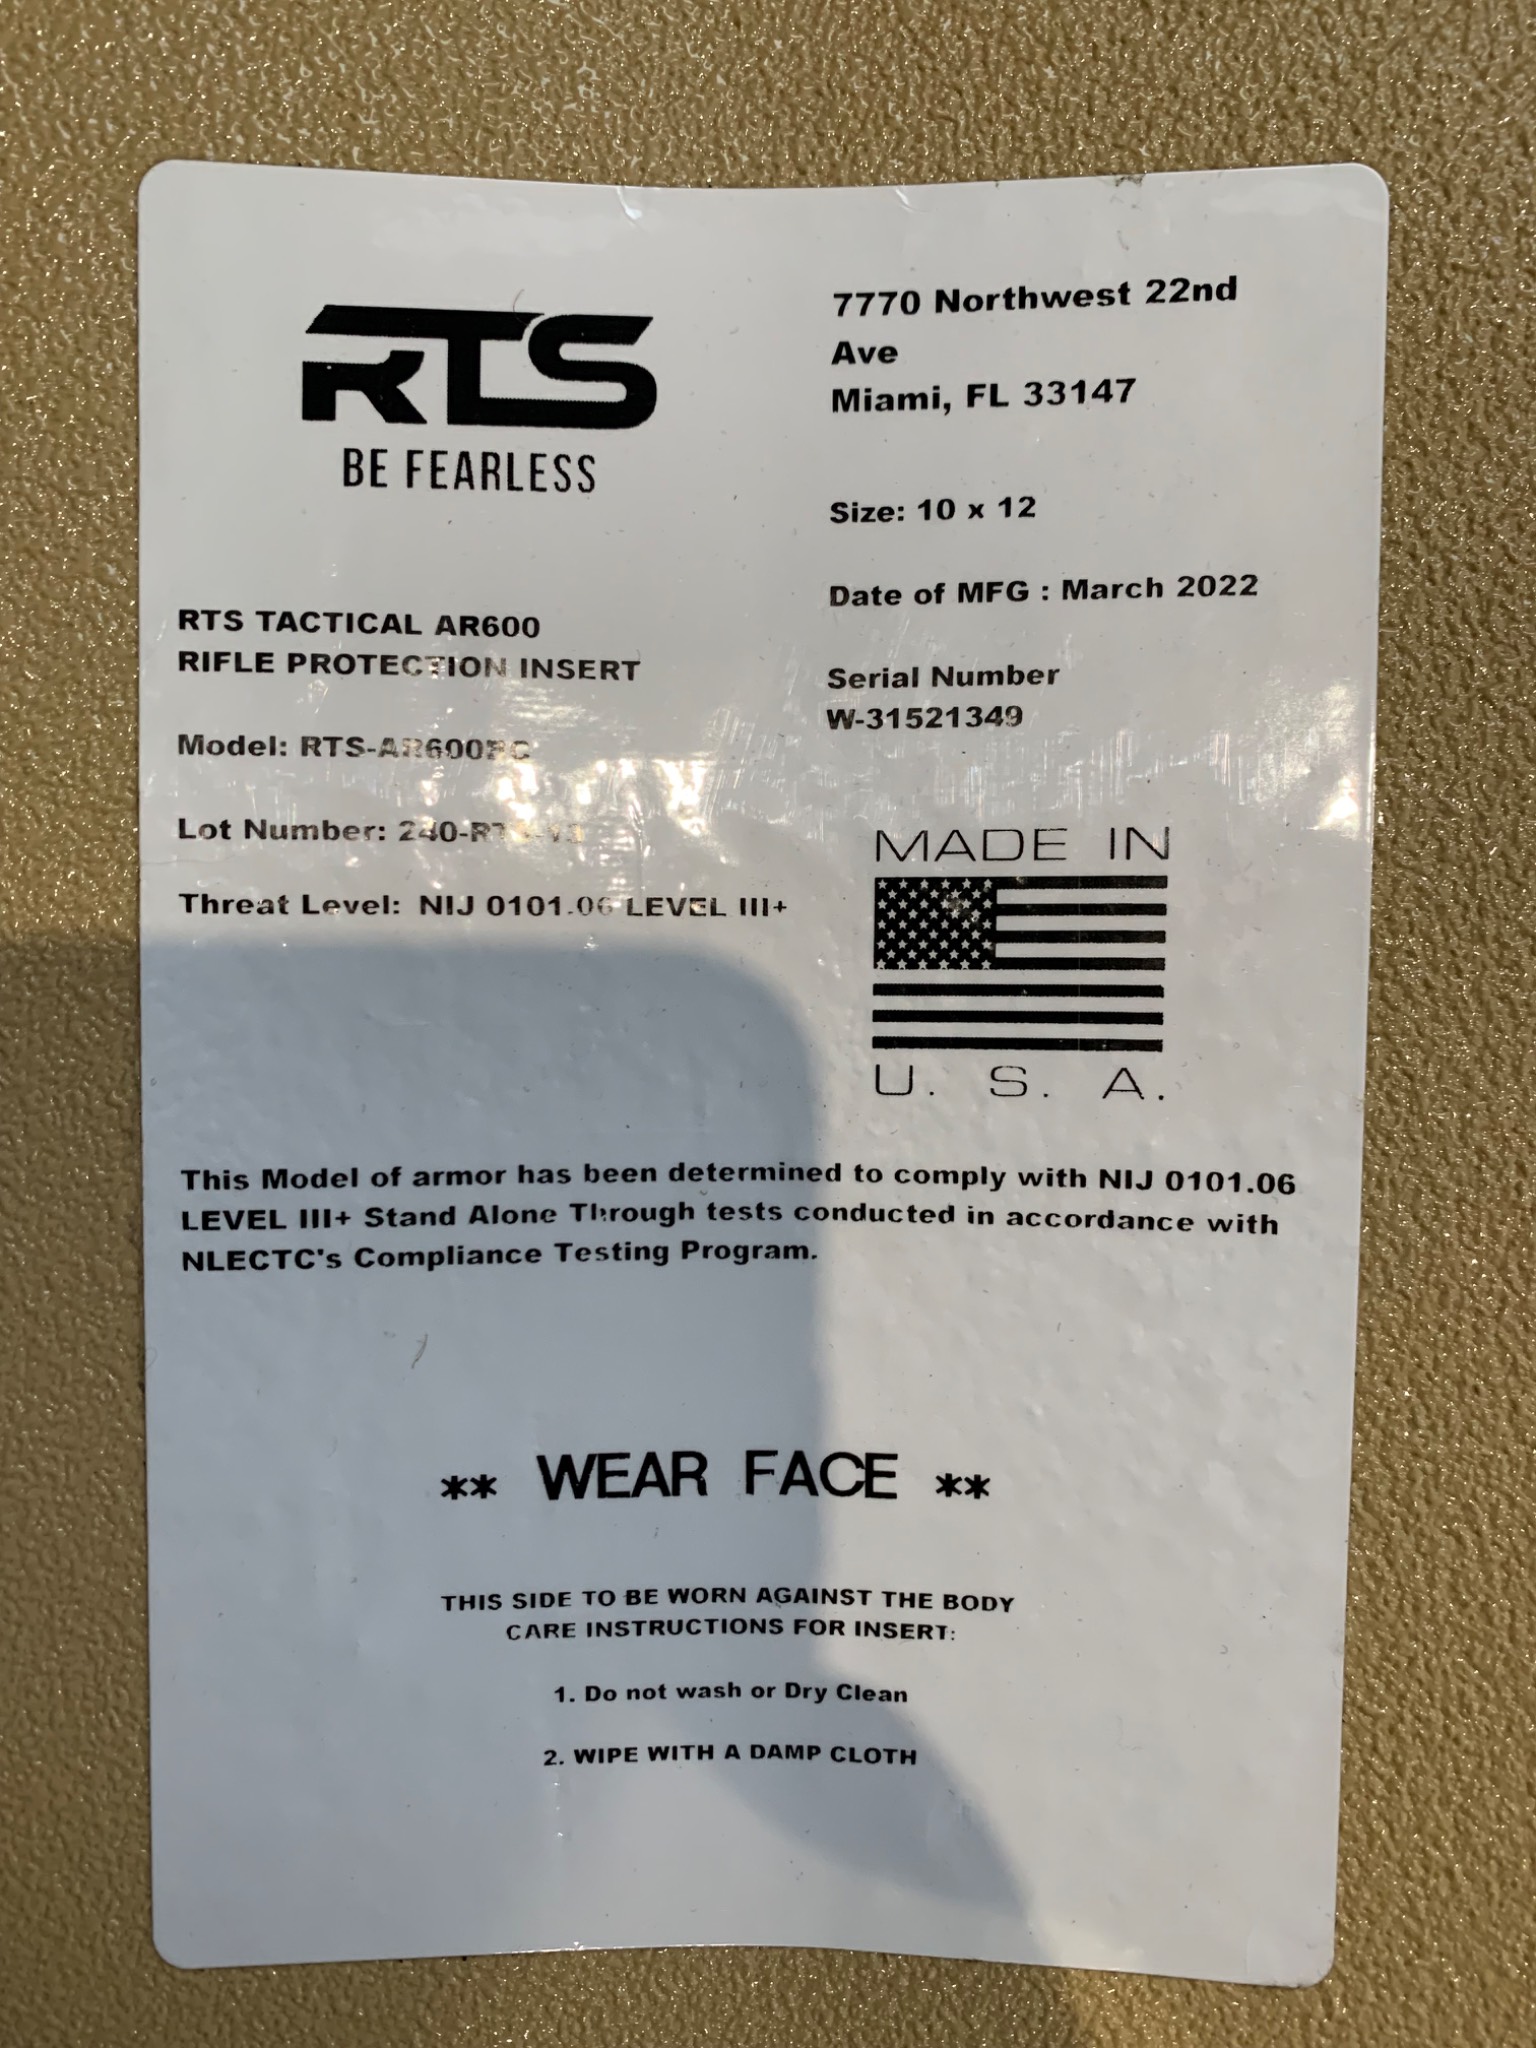 RTS
BE FEARLESS
7770 Northwest 22nd
Ave
Miami, FL 33147
Size: 10 x 12
Date of MFG : March 2022
Serial Number
W-31521349
RTS TACTICAL AR600
RIFLE PROTECTION INSERT
Model:
Lot Number:
Threat Level: NIJ 0101.06 LEVEL III+
MADE IN
U. S. A.
This Model of armor has been determined to comply with NIJ 0101.06
LEVEL III+ Stand Alone Through tests conducted in accordance with
NLECTC's Compliance Testing Program.
** WEAR FACE **
THIS SIDE TO BE WORN AGAINST THE BODY
CARE INSTRUCTIONS FOR INSERT:
1. Do not wash or Dry Clean
2. WIPE WITH A DAMP CLOTH